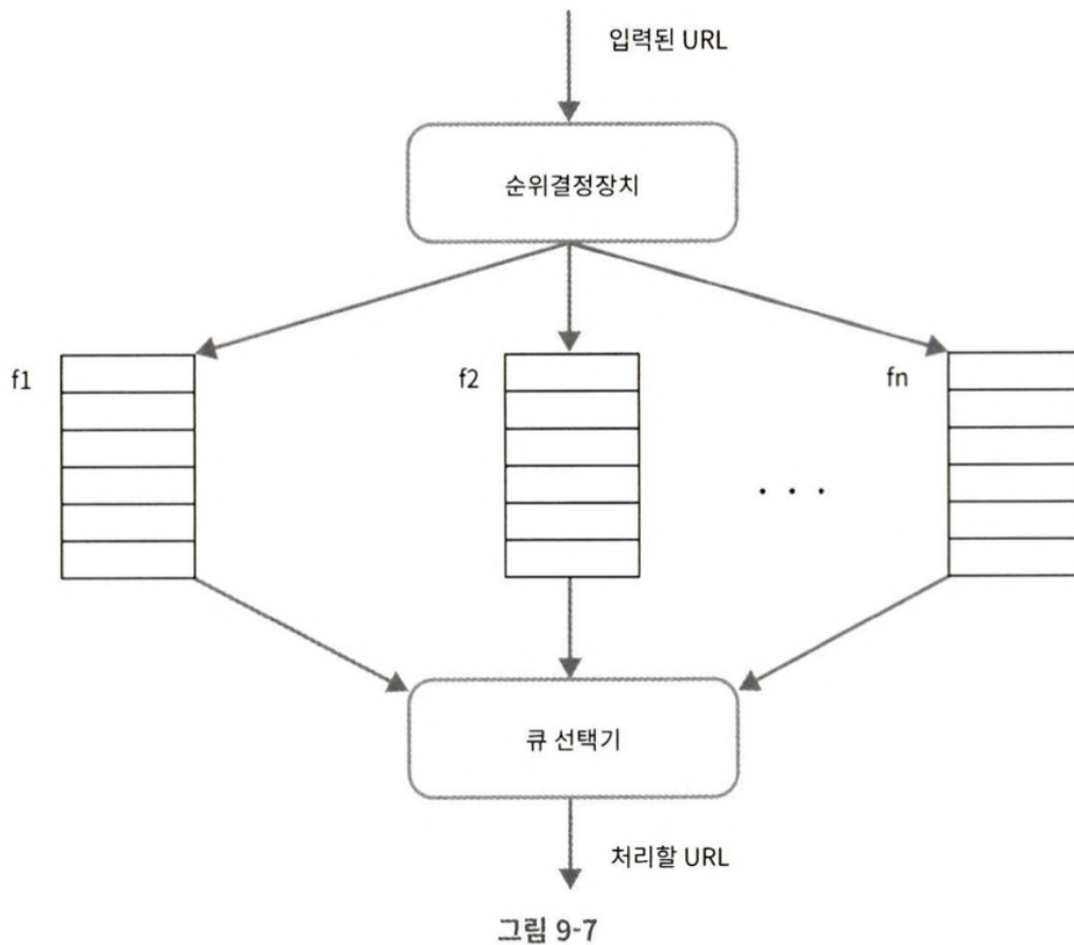 입력된 URL
순위결정장치
f1
f2
fn
. . .
큐 선택기
처리할 URL
그림 9-7